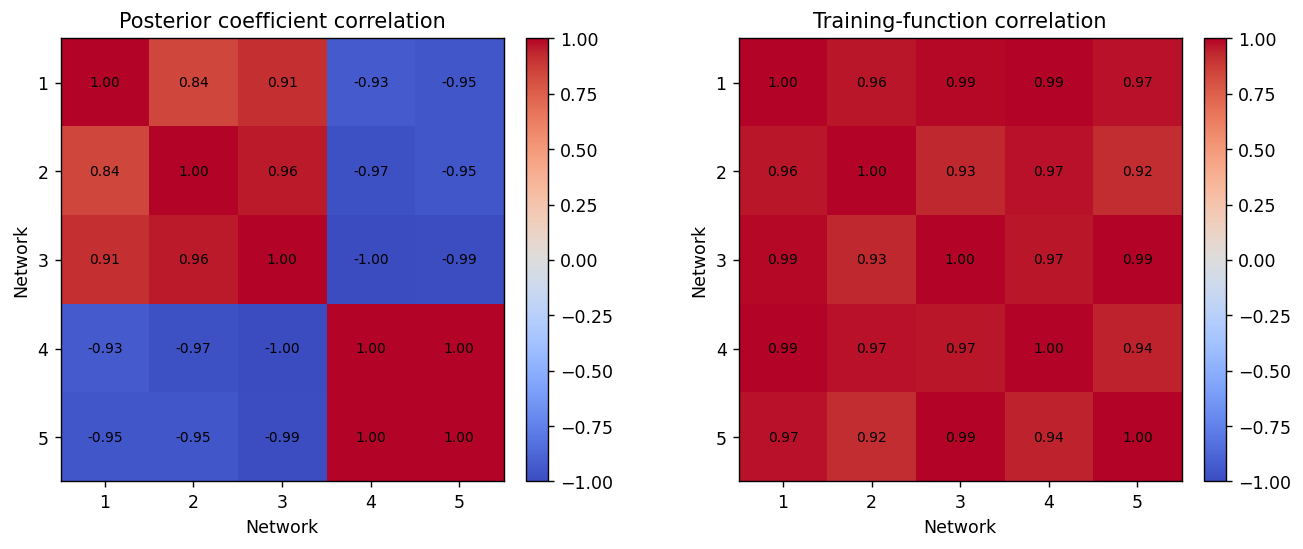 Posterior coefficient correlation
1 1.00 0.84 0.91 -0.93 -0.95
2 0.84 1.00 0.96 -0.97 -0.95
3 0.91 0.96 1.00 -1.00 -0.99
4 -0.93 -0.97 -1.00 1.00 1.00
5 -0.95 -0.95 -0.99 1.00 1.00
1 2 3 4 5
Network
Network
1.00
0.75
0.50
0.25
0.00
−0.25
−0.50
−0.75
−1.00
Training-function correlation
1 1.00 0.96 0.99 0.99 0.97
2 0.96 1.00 0.93 0.97 0.92
3 0.99 0.93 1.00 0.97 0.99
4 0.99 0.97 0.97 1.00 0.94
5 0.97 0.92 0.99 0.94 1.00
1 2 3 4 5
Network
Network
1.00
0.75
0.50
0.25
0.00
−0.25
−0.50
−0.75
−1.00